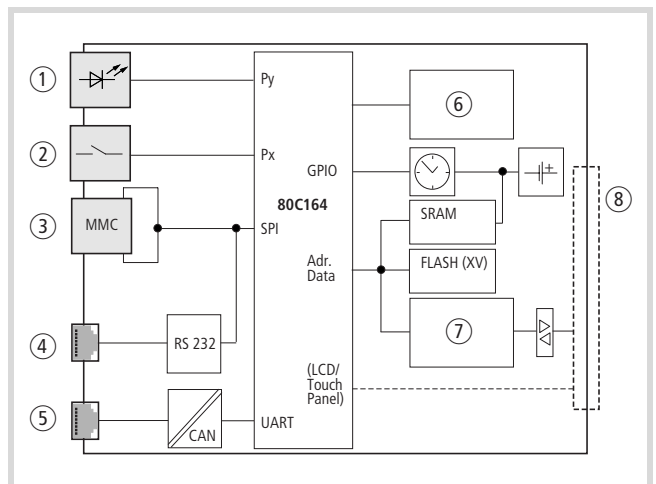 1
Py
6
2
Px
GPIO
8
80C164
3
MMC
SPI
SRAM
Adr.
Data
FLASH (XV)
7
4
RS 232
(LCD/
Touch
Panel)
5
CAN
UART